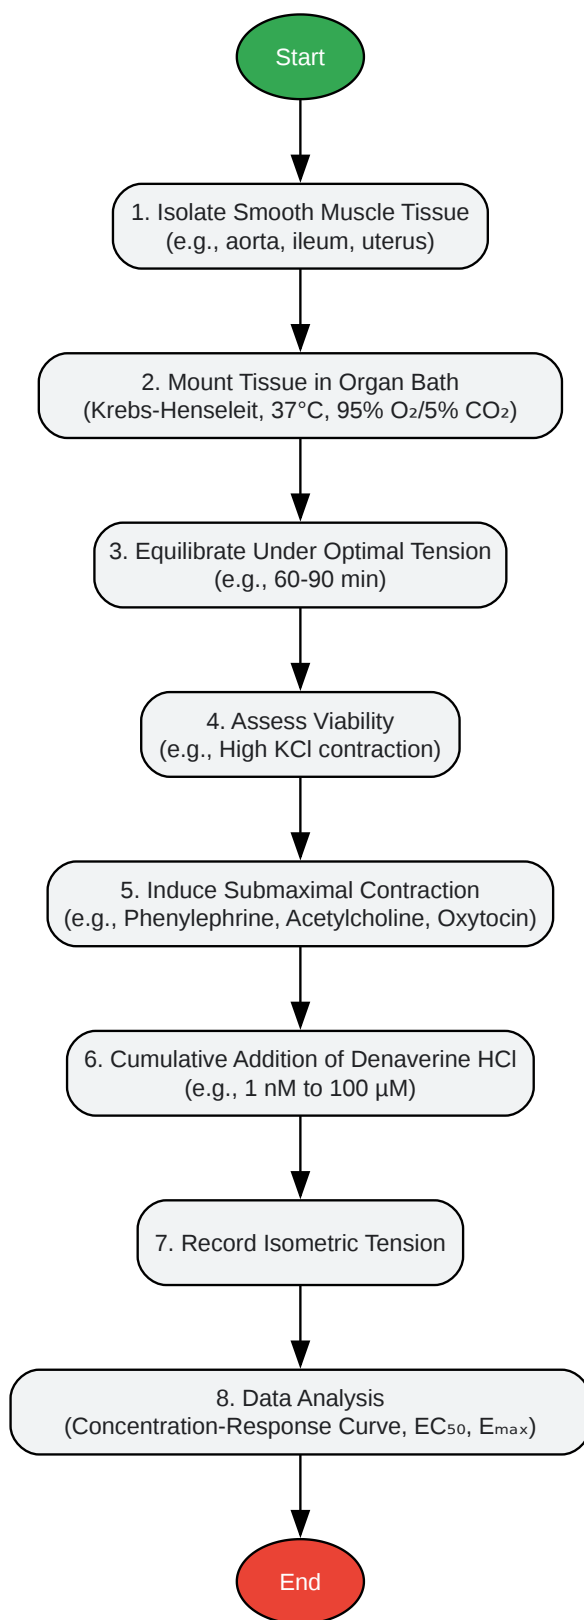 Start
1. Isolate Smooth Muscle Tissue
(e.g., aorta, ileum, uterus)
2. Mount Tissue in Organ Bath
(Krebs-Henseleit, 37°C, 95% O₂/5% CO₂)
3. Equilibrate Under Optimal Tension
(e.g., 60-90 min)
4. Assess Viability
(e.g., High KCl contraction)
5. Induce Submaximal Contraction
(e.g., Phenylephrine, Acetylcholine, Oxytocin)
6. Cumulative Addition of Denaverine HCl
(e.g., 1 nM to 100 µM)
7. Record Isometric Tension
8. Data Analysis
(Concentration-Response Curve, EC₅₀, Eₘₐₓ)
End